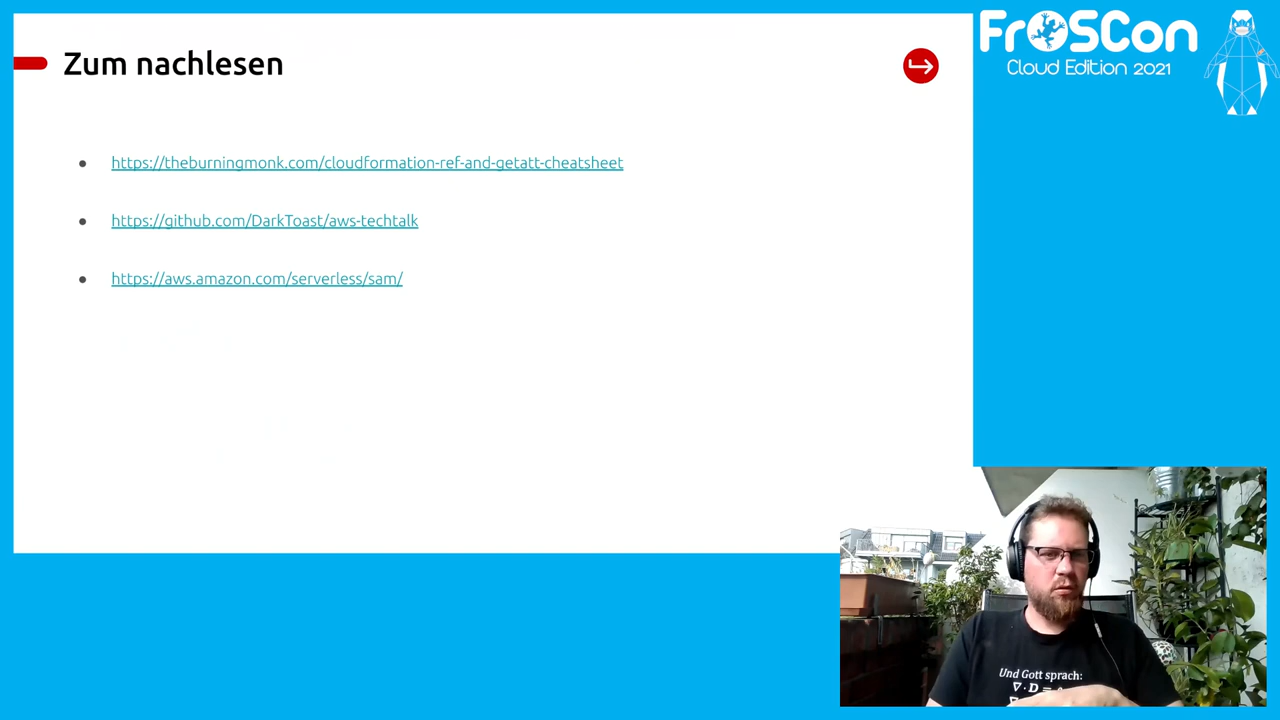 Zum nachlesen
https://theburningmonk.com/cloudformation-ref-and-getatt-cheatsheet
https://github.com/DarkToast/aws-techtalk
https://aws.amazon.com/serverless/sam/
FrOSCon
Cloud Edition 2021
Und Gott sprach:
∇·D =